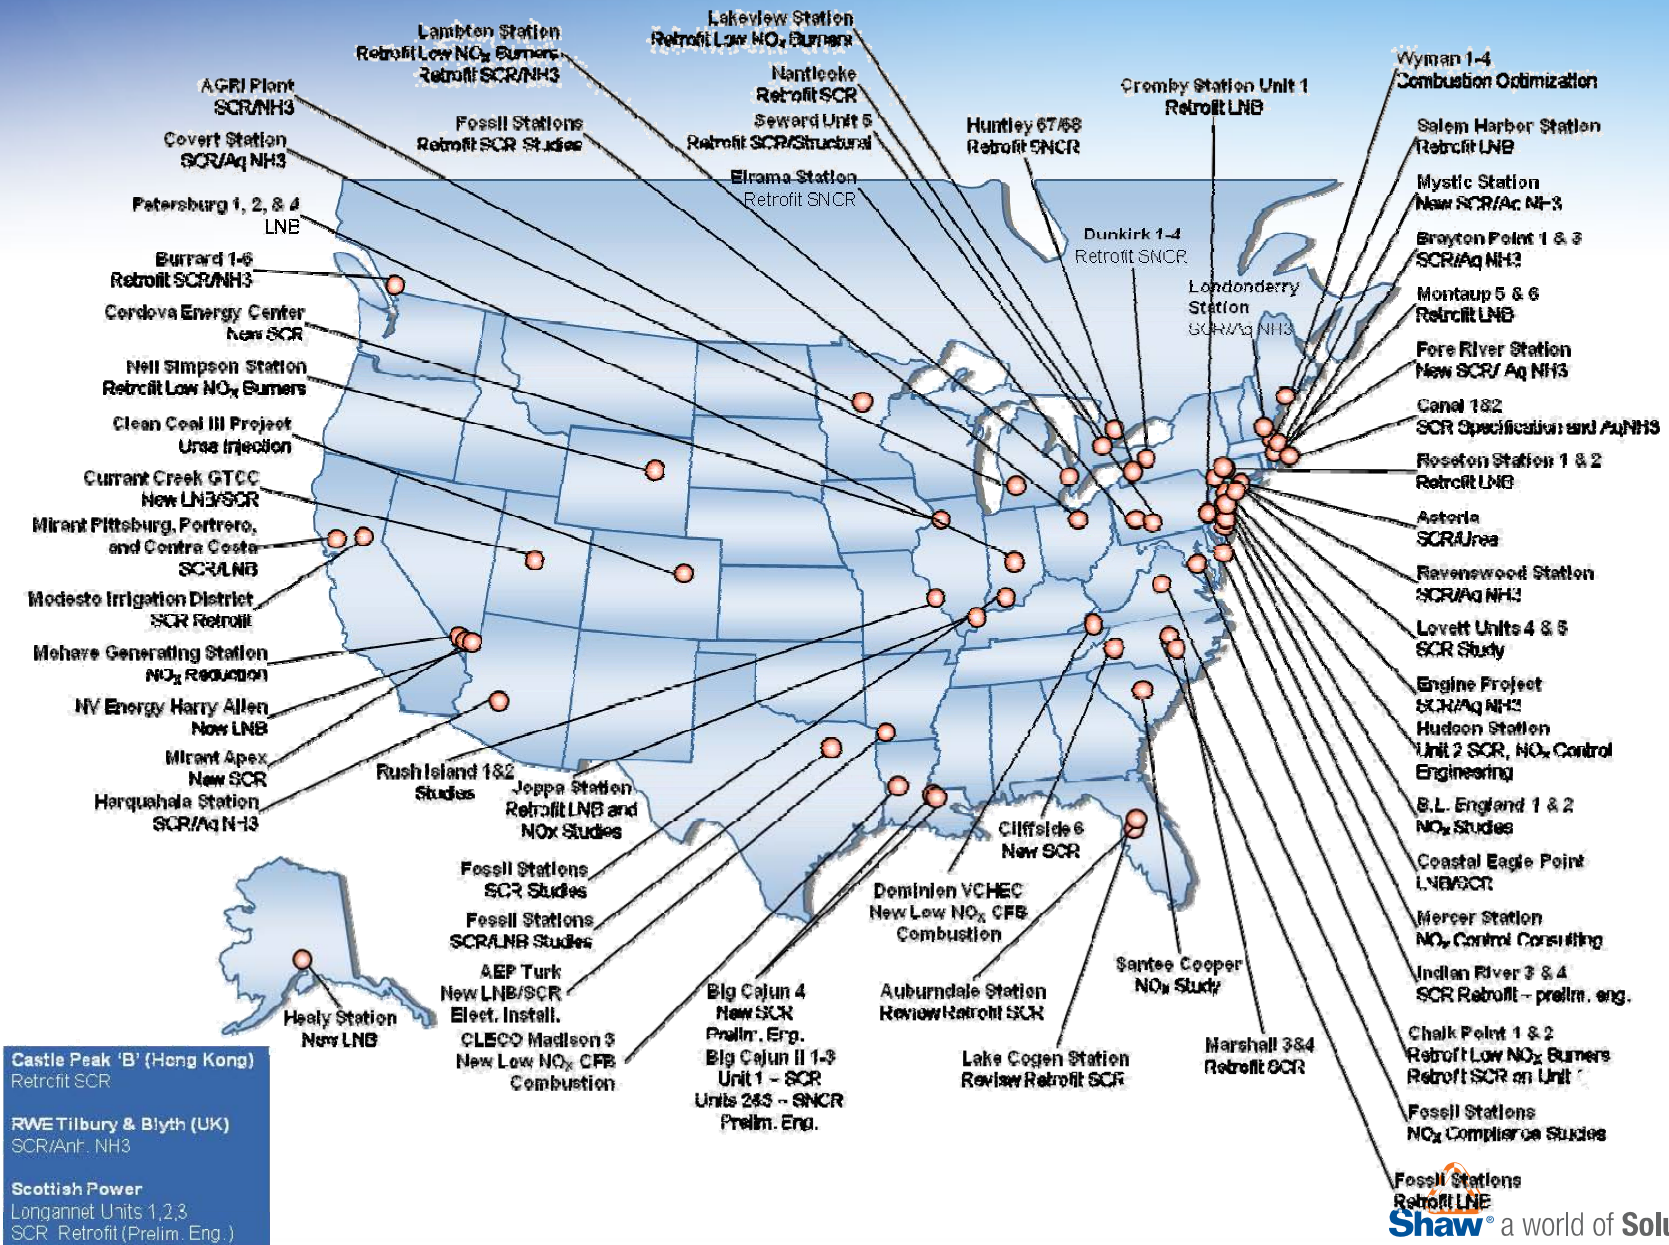 Lambton Station
Retrofit Low NOx Burners
Retrofit SCR/NH3
Lakeview Station
Retrofit Low NOx Burners
Nanticoke
Retrofit SCR
Seward Unit 5
Retrofit SCR/Structural
Elrama Station
Retrofit SNCR
AGRI Plant
SCR/NH3
Fossil Stations
Retrofit SCR Studies
Covert Station
SCR/Aq NH3
Petersburg 1, 2, & 4
LNB
Burrard 1-6
Retrofit SCR/NH3
Cordova Energy Center
New SCR
Neil Simpson Station
Retrofit Low NOx Burners
Clean Coal III Project
Urea Injection
Currant Creek GTCC
New LNB/SCR
Mirant Pittsburg, Portrero,
and Contra Costa
SCR/LNB
Modesto Irrigation District
SCR Retrofit
Mohave Generating Station
NOx Reduction
NV Energy Harry Allen
New LNB
Mirant Apex
New SCR
Harquahala Station
SCR/Aq NH3
Huntley 67/68
Retrofit SNCR
Cromby Station Unit 1
Retrofit LNB
Dunkirk 1-4
Retrofit SNCR
Londonderry
Station
SCR/Aq NH3
Wyman 1-4
Combustion Optimization
Salem Harbor Station
Retrofit LNB
Mystic Station
New SCR/Aq NH3
Brayton Point 1 & 3
SCR/Aq NH3
Montaup 5 & 6
Retrofit LNB
Fore River Station
New SCR/ Aq NH3
Canal 1&2
SCR Specification and AqNH3
Roseton Station 1 & 2
Retrofit LNB
Astoria
SCR/Urea
Ravenswood Station
SCR/Aq NH3
Lovett Units 4 & 5
SCR Study
Engine Project
SCR/Aq NH3
Hudson Station
Unit 2 SCR, NOx Control
Engineering
B.L. England 1 & 2
NOx Studies
Coastal Eagle Point
LNB/SCR
Mercer Station
NOx Control Consulting
Indian River 3 & 4
SCR Retrofit – prelim. eng.
Chalk Point 1 & 2
Retrofit Low NOx Burners
Retrofit SCR on Unit 1
Fossil Stations
NOx Compliance Studies
Fossil Stations
Retrofit LNB
Rush Island 1&2
Studies
Joppa Station
Retrofit LNB and
NOx Studies
Fossil Stations
SCR Studies
Fossil Stations
SCR/LNB Studies
AEP Turk
New LNB/SCR
Elect. Install.
CLECO Madison 3
New Low NOx CFB
Combustion
Big Cajun 4
New SCR
Prelim. Eng.
Big Cajun II 1-3
Unit 1 – SCR
Units 2&3 – SNCR
Prelim. Eng.
Dominion VCHEC
New Low NOx CFB
Combustion
Cliffside 6
New SCR
Auburndale Station
Review Retrofit SCR
Lake Cogen Station
Review Retrofit SCR
Santee Cooper
NOx Study
Marshall 3&4
Retrofit SCR
Healy Station
New LNB
Castle Peak ‘B’ (Hong Kong)
Retrofit SCR
RWE Tilbury & Blyth (UK)
SCR/Anh. NH3
Scottish Power
Longannet Units 1,2,3
SCR Retrofit (Prelim. Eng.)
Shaw® a world of Solu